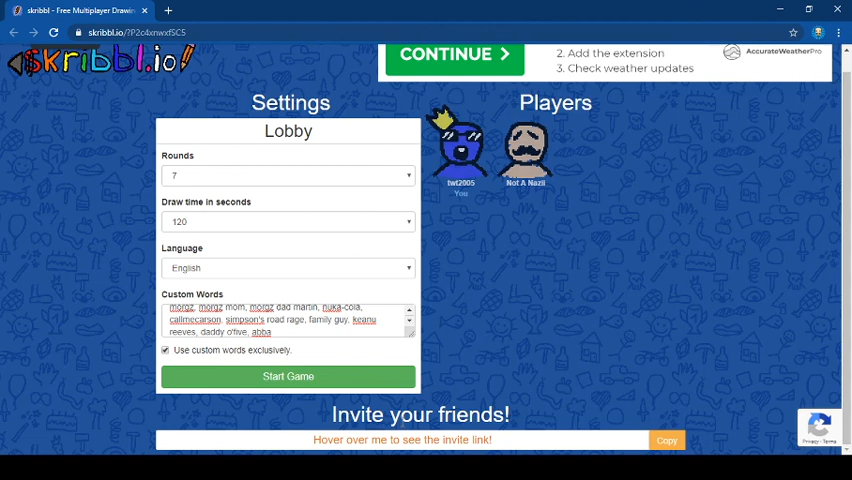 skribbl - Free Multiplayer Drawin
skribbl.io/?P2c4xnwxfSC5
skribbl.io
CONTINUE >
2. Add the extension
3. Check weather updates
AccurateWeatherPro
Settings
Players
Lobby
Rounds
7
Draw time in seconds
120
Language
English
Custom Words
morgz, morgz mom, morgz dad martin, nuka-cola,
callmecarson, simpson's road rage, family guy, keanu
reeves, daddy o'five, abba
Use custom words exclusively.
Start Game
twt2005
You
Not A Nazii
Invite your friends!
Hover over me to see the invite link!
Copy
Privacy - Terms